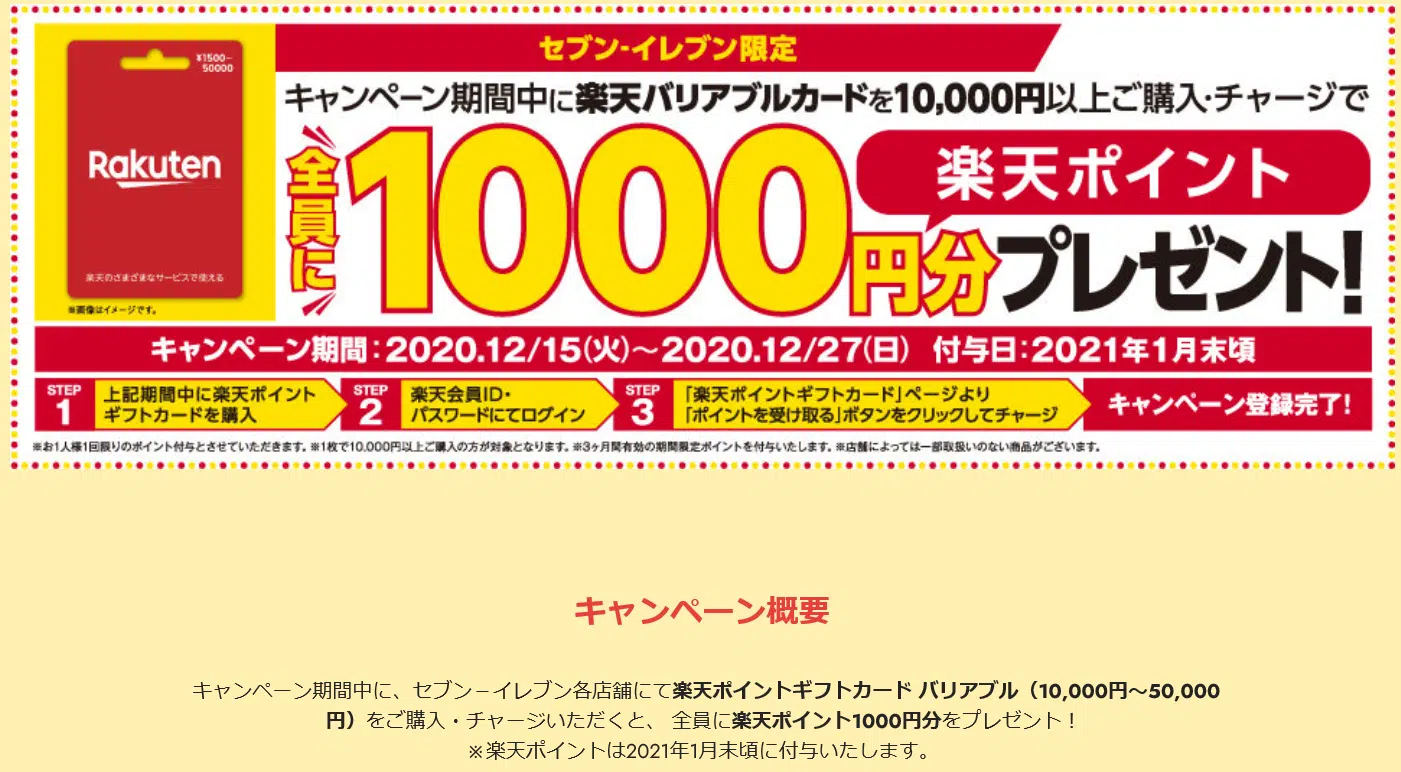 セブン-イレブン限定
¥1500-
50000
Rakuten
楽天のさまざまなサービスで使える
※画像はイメージです。
キャンペーン期間中に楽天バリアブルカードを10,000円以上ご購入・チャージで
全員に
1000円分
楽天ポイント
プレゼント!
キャンペーン期間:2020.12/15(火)〜2020.12/27(日) 付与日:2021年1月末頃
STEP
1
上記期間中に楽天ポイント
ギフトカードを購入
STEP
2
楽天会員ID・
パスワードにてログイン
STEP
3
「楽天ポイントギフトカード」ページより
「ポイントを受け取る」ボタンをクリックしてチャージ
キャンペーン登録完了!
※お1人様1回限りのポイント付与とさせていただきます。※1枚で10,000円以上ご購入の方が対象となります。※3ヶ月間有効の期間限定ポイントを付与いたします。※店舗によっては一部取扱いのない商品がございます。
キャンペーン概要
キャンペーン期間中に、セブン−イレブン各店舗にて楽天ポイントギフトカード バリアブル(10,000円〜50,000
円)をご購入・チャージいただくと、 全員に楽天ポイント1000円分をプレゼント!
※楽天ポイントは2021年1月末頃に付与いたします。